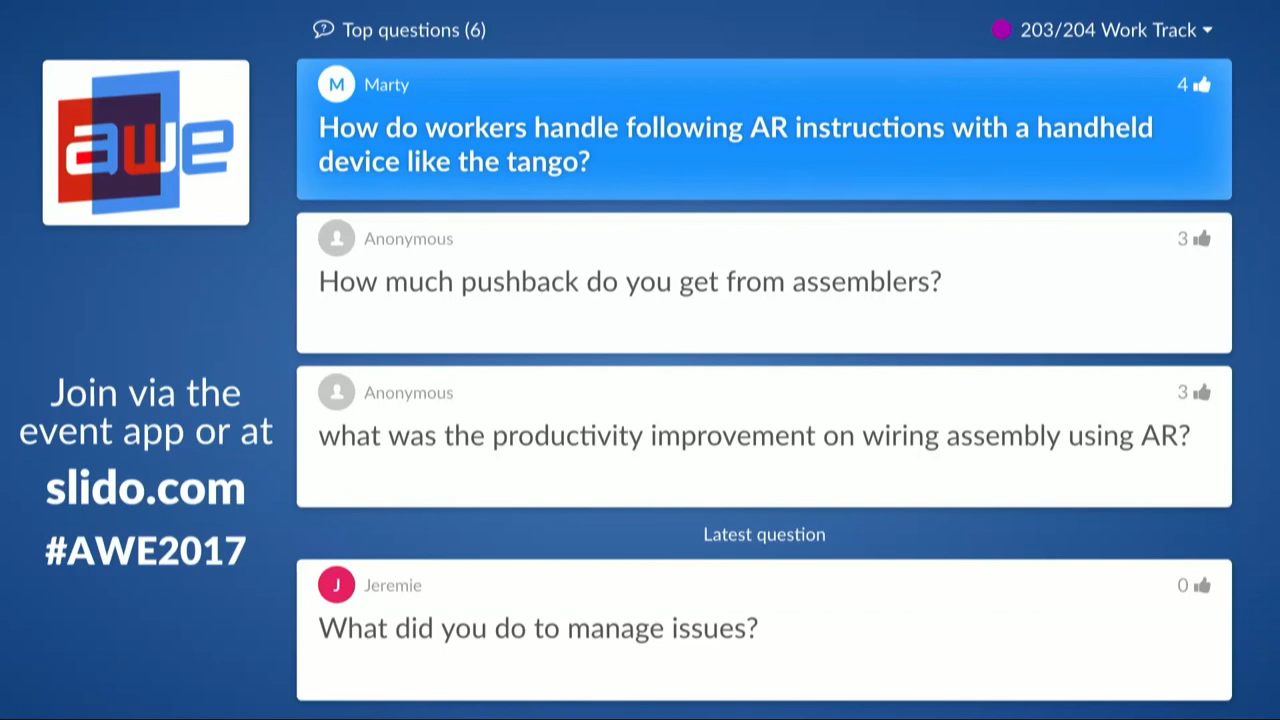 Top questions (6)
203/204 Work Track
awe
M Marty
4
How do workers handle following AR instructions with a handheld
device like the tango?
Anonymous
3
How much pushback do you get from assemblers?
Anonymous
3
what was the productivity improvement on wiring assembly using AR?
Join via the
event app or at
slido.com
#AWE2017
Latest question
J Jeremie
0
What did you do to manage issues?